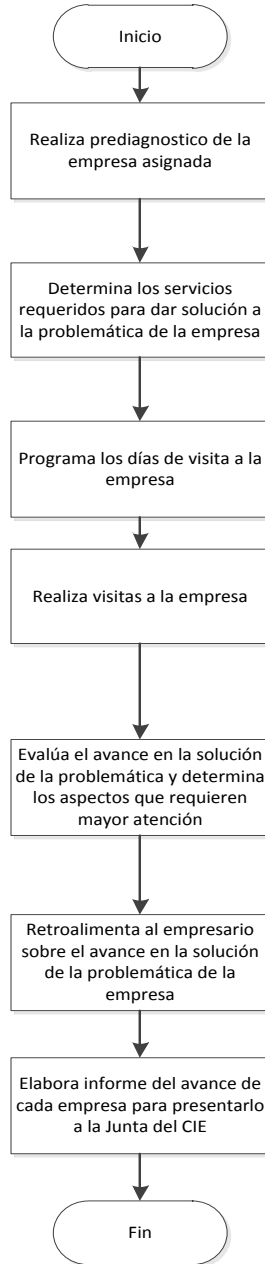 Inicio
Realiza prediagnostico de la
empresa asignada
Determina los servicios
requeridos para dar solución a
la problemática de la empresa
Programa los días de visita a la
empresa
Realiza visitas a la empresa
Evalúa el avance en la solución
de la problemática y determina
los aspectos que requieren
mayor atención
Retroalimenta al empresario
sobre el avance en la solución
de la problemática de la
empresa
Elabora informe del avance de
cada empresa para presentarlo
a la Junta del CIE
Fin